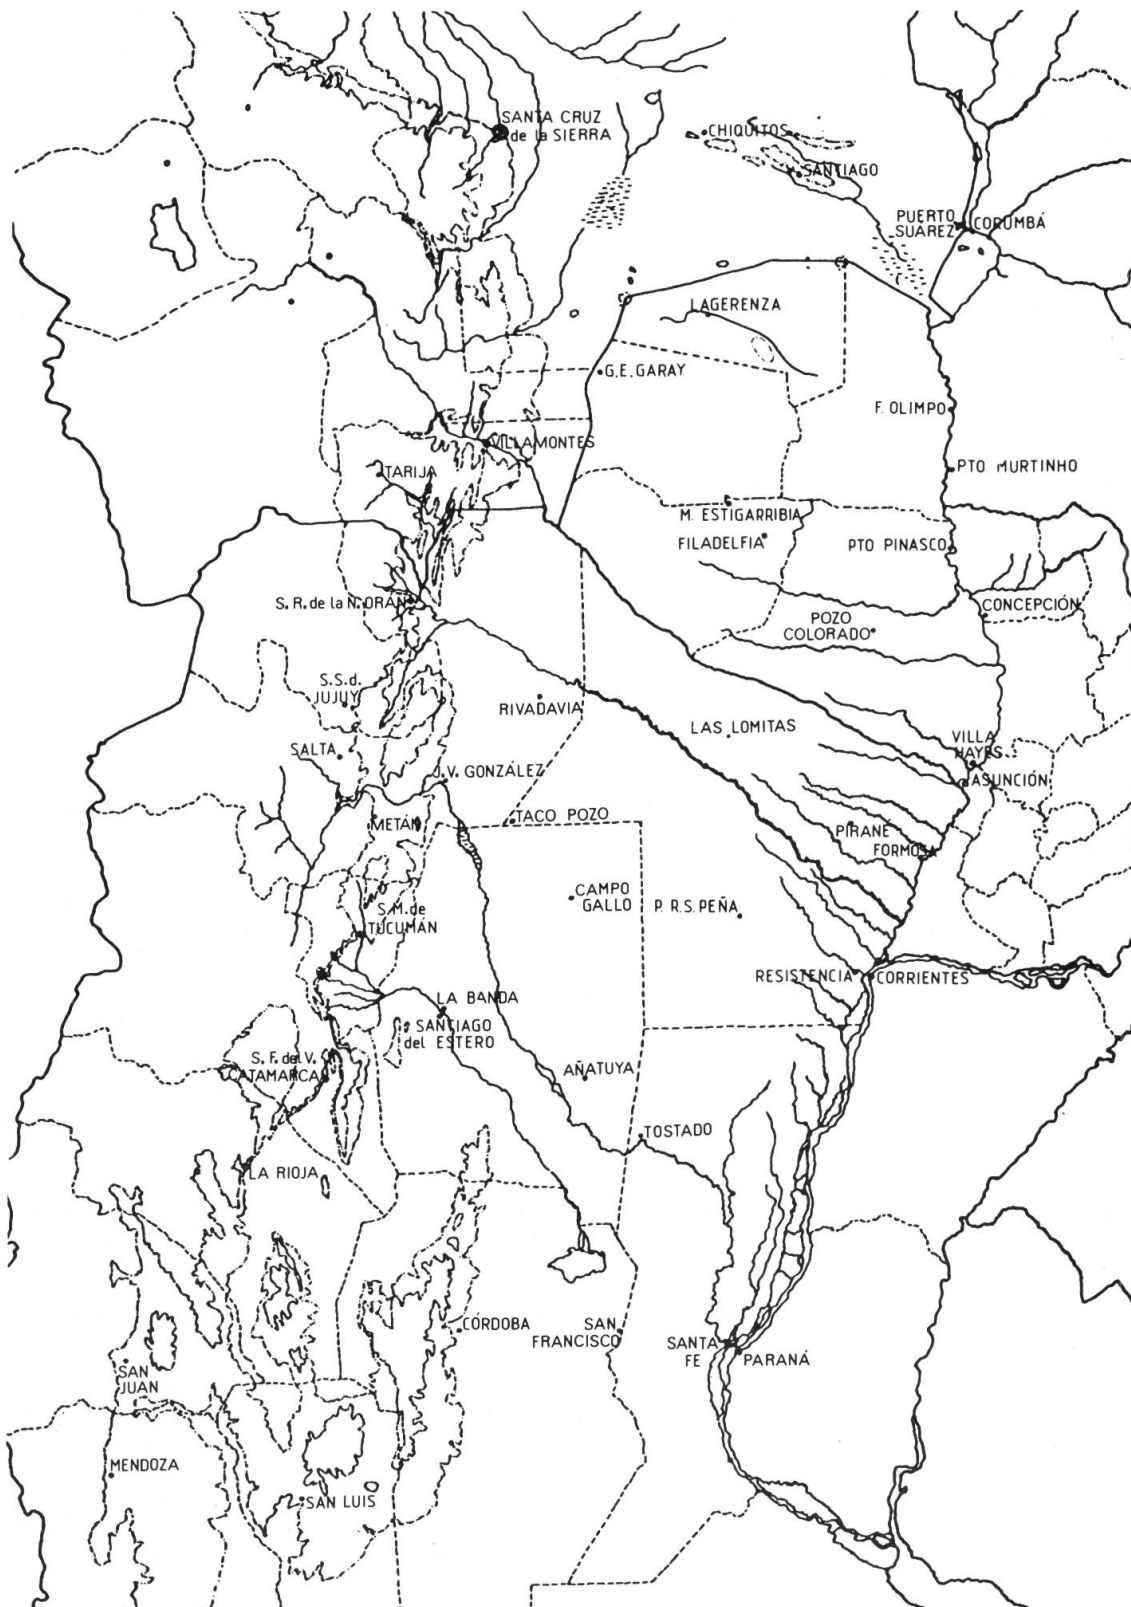 SANTA CRUZ
de la SIERRA
CHIQUITOS
SANTIAGO
PUERTO
SUAREZ
CORUMBÁ
LAGERENZA
G.E. GARAY
F. OLIMPO
VILLAMONTES
TARIJA
PTO MURTINHO
M. ESTIGARRIBIA
FILADELFIA
PTO PINASCO
S.R. de la N. ORÁN
CONCEPCIÓN
POZO
COLORADO
S.S.d.
JUJUY
RIVADAVIA
LAS LOMITAS
SALTA
VILLA
HAYES
J.V. GONZÁLEZ
ASUNCIÓN
METÁN
TACO POZO
PIRANÉ
FORMOSA
CAMPO
GALLO
P. R.S. PEÑA
S.M. de
TUCUMÁN
RESISTENCIA
CORRIENTES
LA BANDA
SANTIAGO
del ESTERO
S. F. del V.
CATAMARCA
AÑATUYA
TOSTADO
LA RIOJA
CÓRDOBA
SAN
FRANCISCO
SANTA
FE
PARANÁ
SAN
JUAN
MENDOZA
SAN LUIS